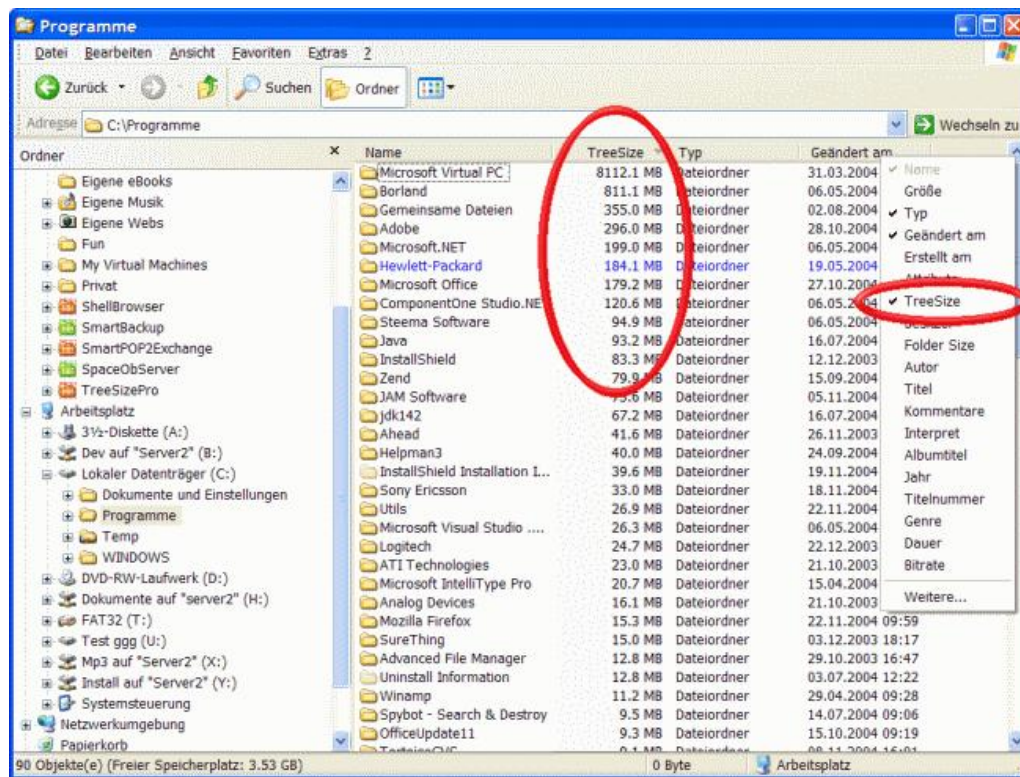 Programme
Datei Bearbeiten Ansicht Favoriten Extras ?
Zurück Suchen Ordner
Adresse C:\Programme Wechseln zu
Ordner x Name TreeSize Typ Geändert am
Eigene eBooks
Eigene Musik
Eigene Webs
Fun
My Virtual Machines
Privat
ShellBrowser
SmartBackup
SmartPOP2Exchange
SpaceObServer
TreeSizePro
Arbeitsplatz
3½-Diskette (A:)
Dev auf "Server2" (B:)
Lokaler Datenträger (C:)
Dokumente und Einstellungen
Programme
Temp
WINDOWS
DVD-RW-Laufwerk (D:)
Dokumente auf "server2" (H:)
FAT32 (T:)
Test ggg (U:)
Mp3 auf "Server2" (X:)
Install auf "Server2" (Y:)
Systemsteuerung
Netzwerkumgebung
Papierkorb
Microsoft Virtual PC 8112.1 MB Dateiordner 31.03.2004
Borland 811.1 MB Dateiordner 06.05.2004
Gemeinsame Dateien 355.0 MB Dateiordner 02.08.2004
Adobe 296.0 MB Dateiordner 28.10.2004
Microsoft.NET 199.0 MB Dateiordner 06.05.2004
Hewlett-Packard 184.1 MB Dateiordner 19.05.2004
Microsoft Office 179.2 MB Dateiordner 27.10.2004
ComponentOne Studio.NE 120.6 MB Dateiordner 06.05.2004
Steema Software 94.9 MB Dateiordner 06.05.2004
Java 93.2 MB Dateiordner 16.07.2004
InstallShield 83.3 MB Dateiordner 12.12.2003
Zend 79.9 MB Dateiordner 15.09.2004
JAM Software 73.6 MB Dateiordner 05.11.2004
jdk142 67.2 MB Dateiordner 16.07.2004
Ahead 41.6 MB Dateiordner 26.11.2003
Helpman3 40.0 MB Dateiordner 24.09.2004
InstallShield Installation I... 39.6 MB Dateiordner 19.11.2004
Sony Ericsson 33.0 MB Dateiordner 18.11.2004
Utils 26.9 MB Dateiordner 22.11.2004
Microsoft Visual Studio .... 26.3 MB Dateiordner 06.05.2004
Logitech 24.7 MB Dateiordner 22.12.2003
ATI Technologies 23.0 MB Dateiordner 21.10.2003
Microsoft IntelliType Pro 20.7 MB Dateiordner 15.04.2004
Analog Devices 16.1 MB Dateiordner 21.10.2003
Mozilla Firefox 15.3 MB Dateiordner 22.11.2004 09:59
SureThing 15.0 MB Dateiordner 03.12.2003 18:17
Advanced File Manager 12.8 MB Dateiordner 29.10.2003 16:47
Uninstall Information 12.8 MB Dateiordner 03.07.2004 12:22
Winamp 11.2 MB Dateiordner 29.04.2004 09:28
Spybot - Search & Destroy 9.5 MB Dateiordner 14.07.2004 09:06
OfficeUpdate11 9.3 MB Dateiordner 15.10.2004 09:19
TortoiseCVS 9.1 MB Dateiordner 08.11.2004 16:01
Name
Größe
Typ
Geändert am
Erstellt am
Attribute
TreeSize
Besitzer
Folder Size
Autor
Titel
Kommentare
Interpret
Albumtitel
Jahr
Titelnummer
Genre
Dauer
Bitrate
Weitere...
90 Objekte(e) (Freier Speicherplatz: 3.53 GB) 0 Byte Arbeitsplatz